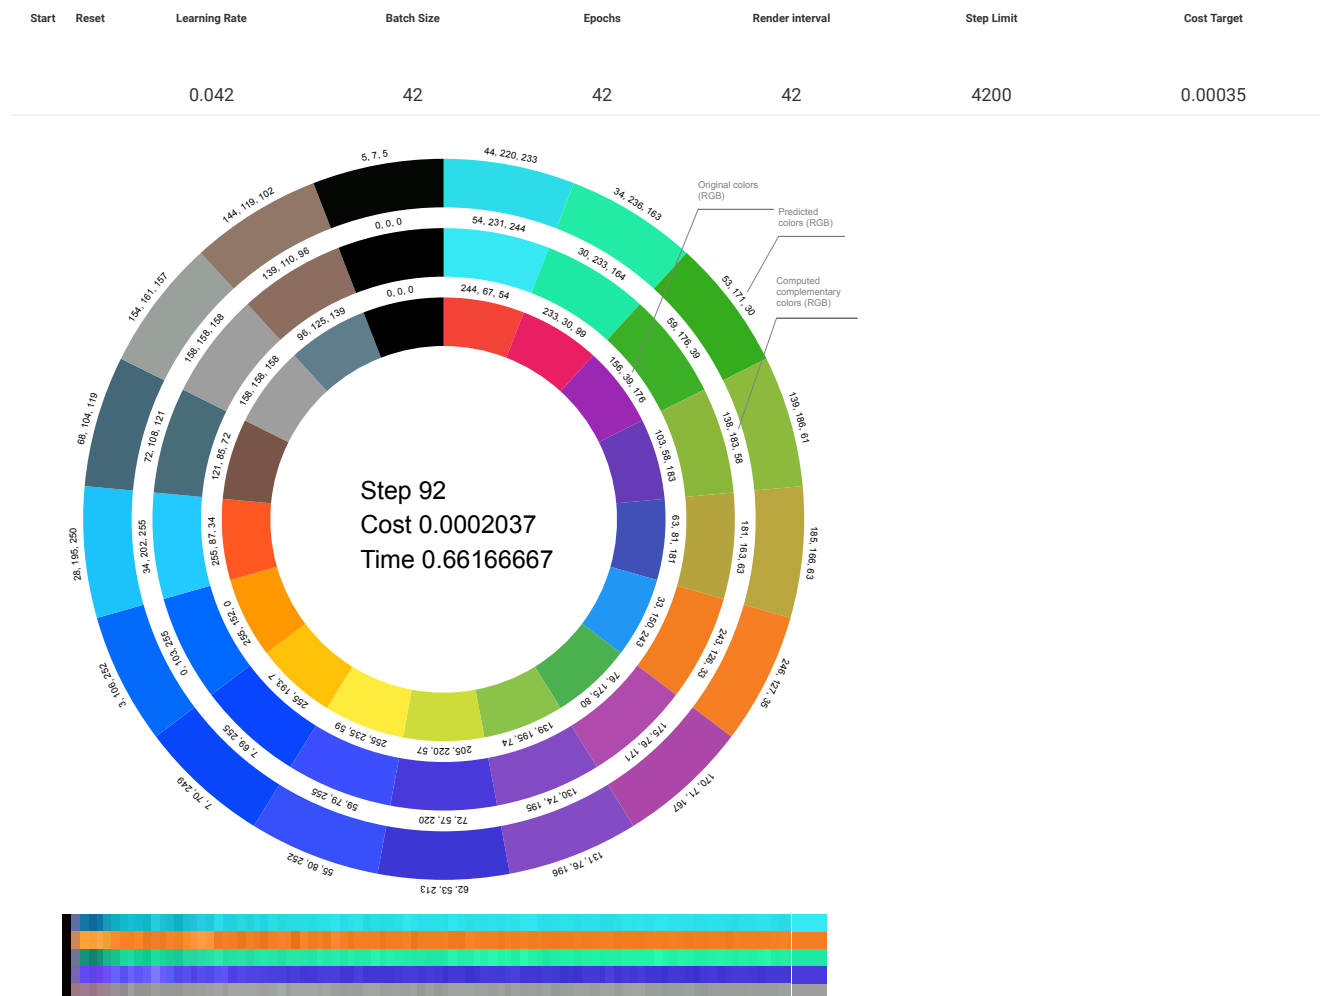 Start Reset Learning Rate Batch Size Epochs Render interval Step Limit Cost Target
0.042 42 42 42 4200 0.00035
Original colors
(RGB)
Predicted
colors (RGB)
Computed
complementary
colors (RGB)
44, 220, 233
34, 236, 163
53, 171, 30
139, 186, 61
185, 166, 63
246, 127, 35
170, 71, 167
131, 76, 196
62, 53, 213
55, 80, 252
7, 70, 249
3, 106, 252
28, 195, 250
68, 104, 119
154, 161, 157
144, 119, 102
5, 7, 5
54, 231, 244
30, 233, 164
59, 176, 39
138, 183, 58
181, 163, 63
243, 126, 33
175, 76, 171
130, 74, 195
72, 57, 220
59, 79, 255
7, 69, 255
0, 103, 255
34, 202, 255
72, 108, 121
158, 158, 158
139, 110, 96
0, 0, 0
244, 67, 54
233, 30, 99
156, 39, 176
103, 58, 183
63, 81, 181
33, 150, 243
76, 175, 80
139, 195, 74
205, 220, 57
255, 235, 59
255, 193, 7
255, 152, 0
255, 87, 34
121, 85, 72
158, 158, 158
96, 125, 139
0, 0, 0
Step 92
Cost 0.0002037
Time 0.66166667